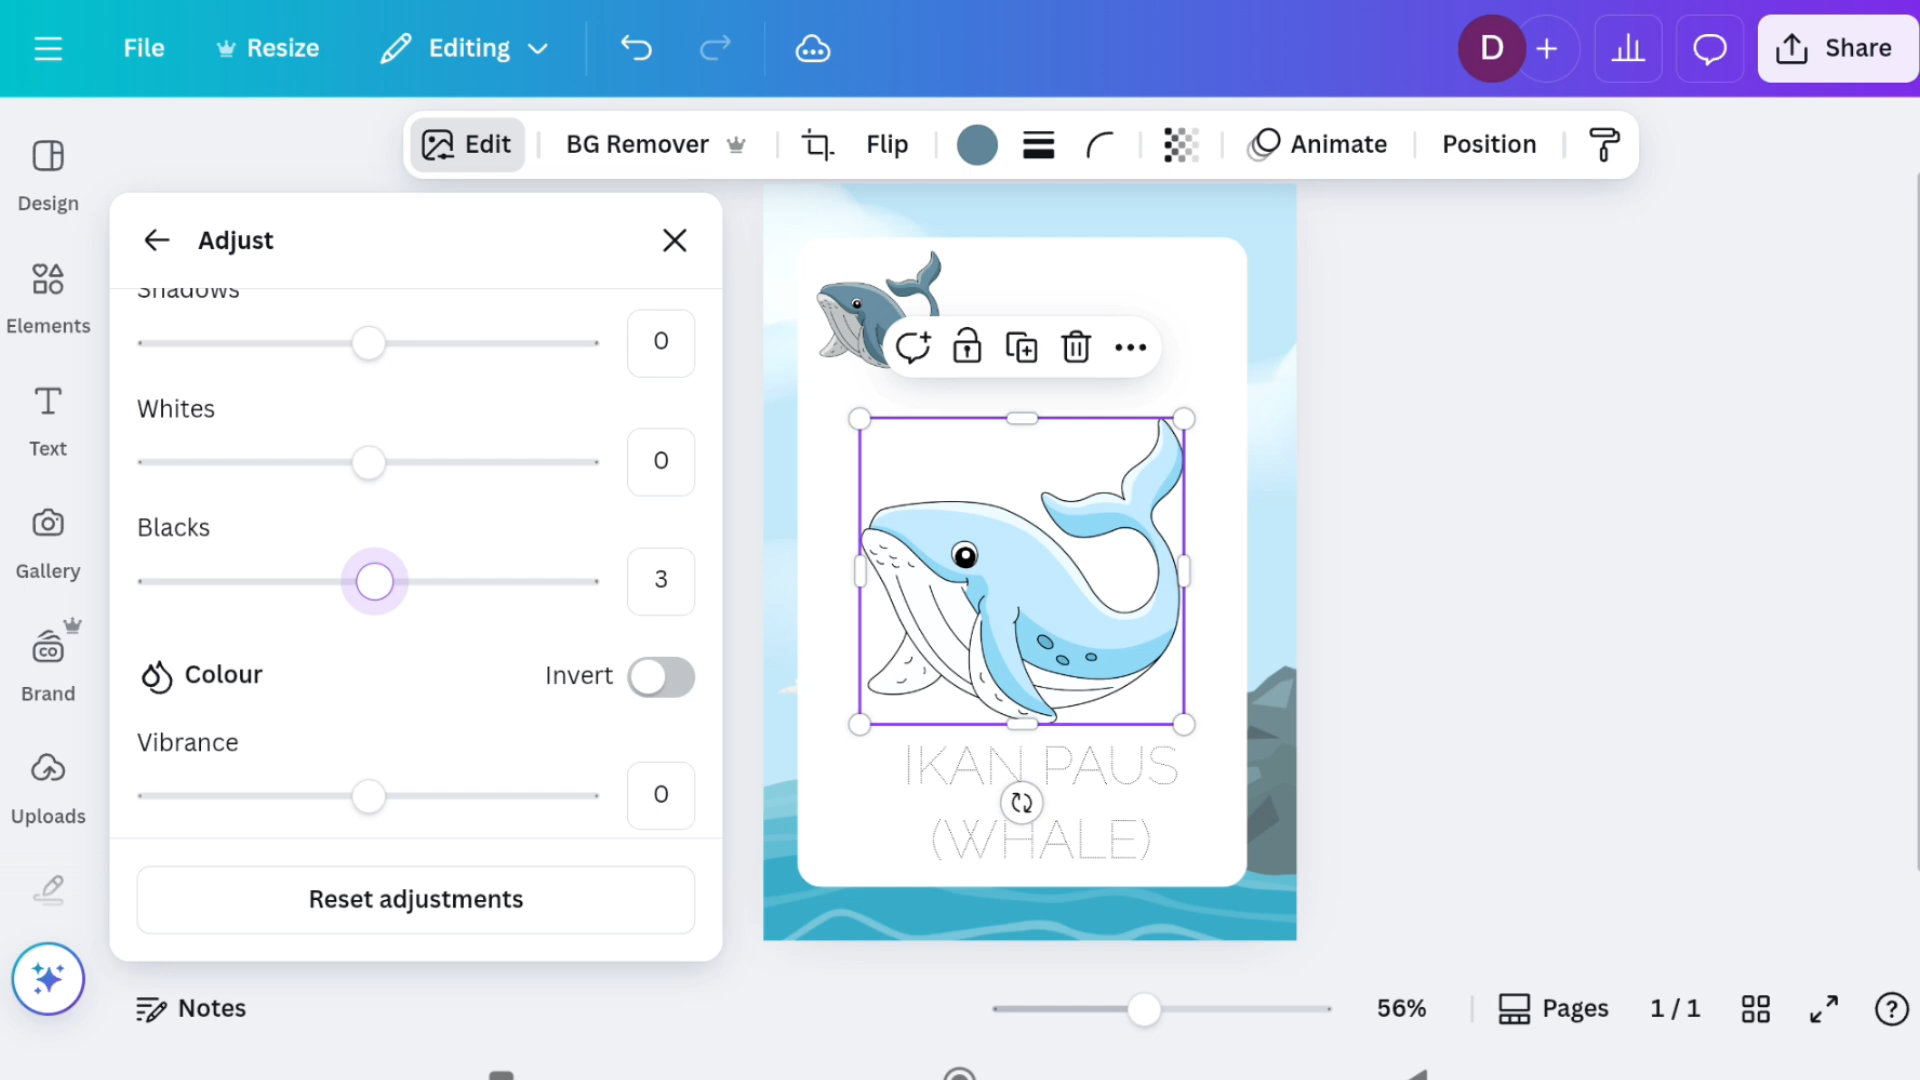 File
Resize
Editing
D
Share
Edit
BG Remover
Flip
Animate
Position
Design
Elements
Text
Gallery
CO
Brand
Uploads
Adjust
Shadows
0
Whites
0
Blacks
3
Colour
Invert
Vibrance
0
Reset adjustments
IKAN PAUS
(WHALE)
Notes
56%
Pages
1 / 1
?